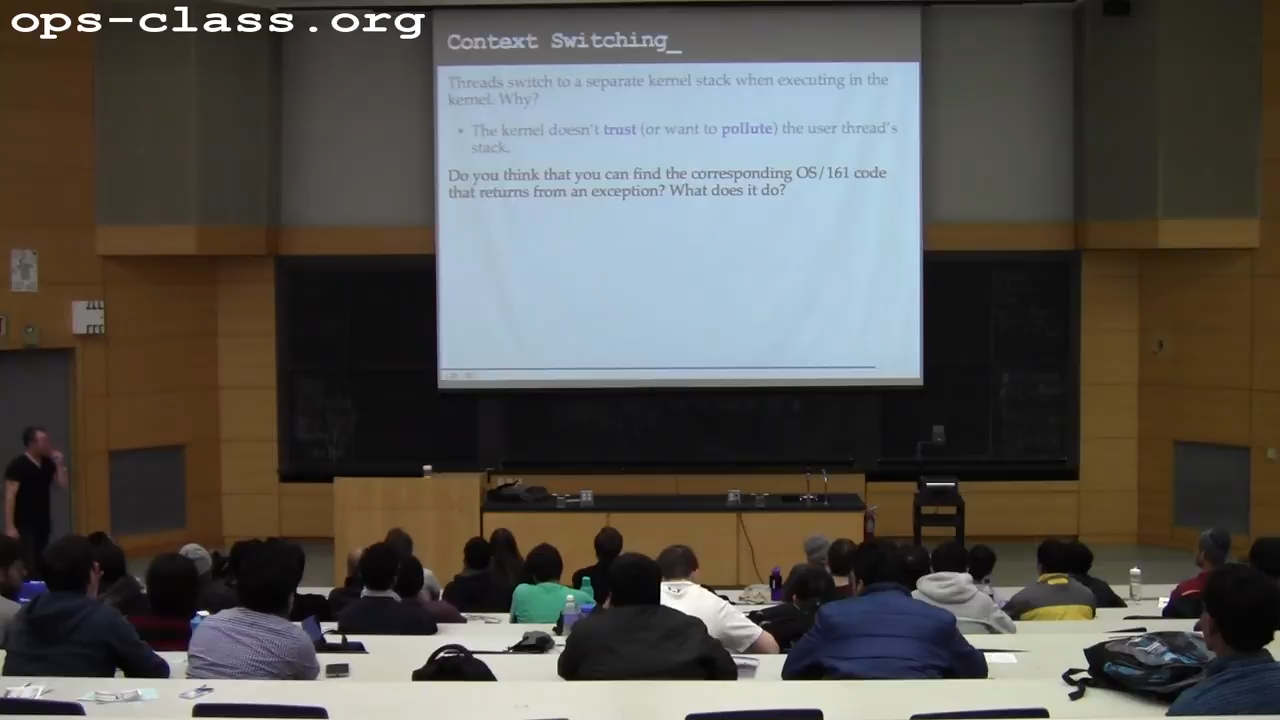 ops-class.org
Context Switching_
Threads switch to a separate kernel stack when executing in the
kernel. Why?
• The kernel doesn't trust (or want to pollute) the user thread's
stack.
Do you think that you can find the corresponding OS/161 code
that returns from an exception? What does it do?